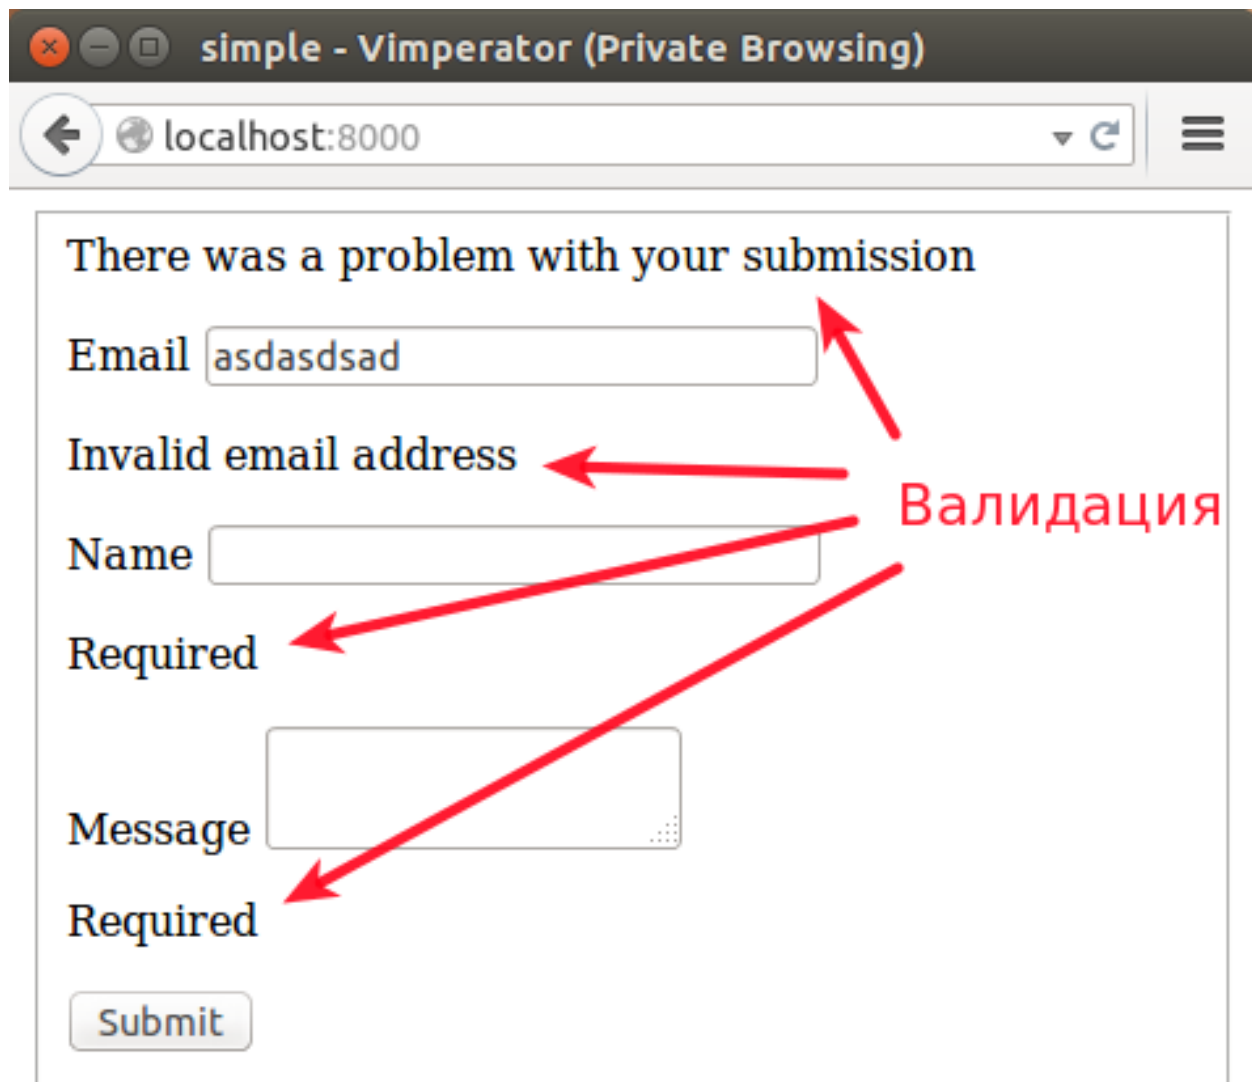 simple - Vimperator (Private Browsing)
localhost:8000
There was a problem with your submission
Email asdasdsad
Invalid email address
Валидация
Name
Required
Message
Required
Submit